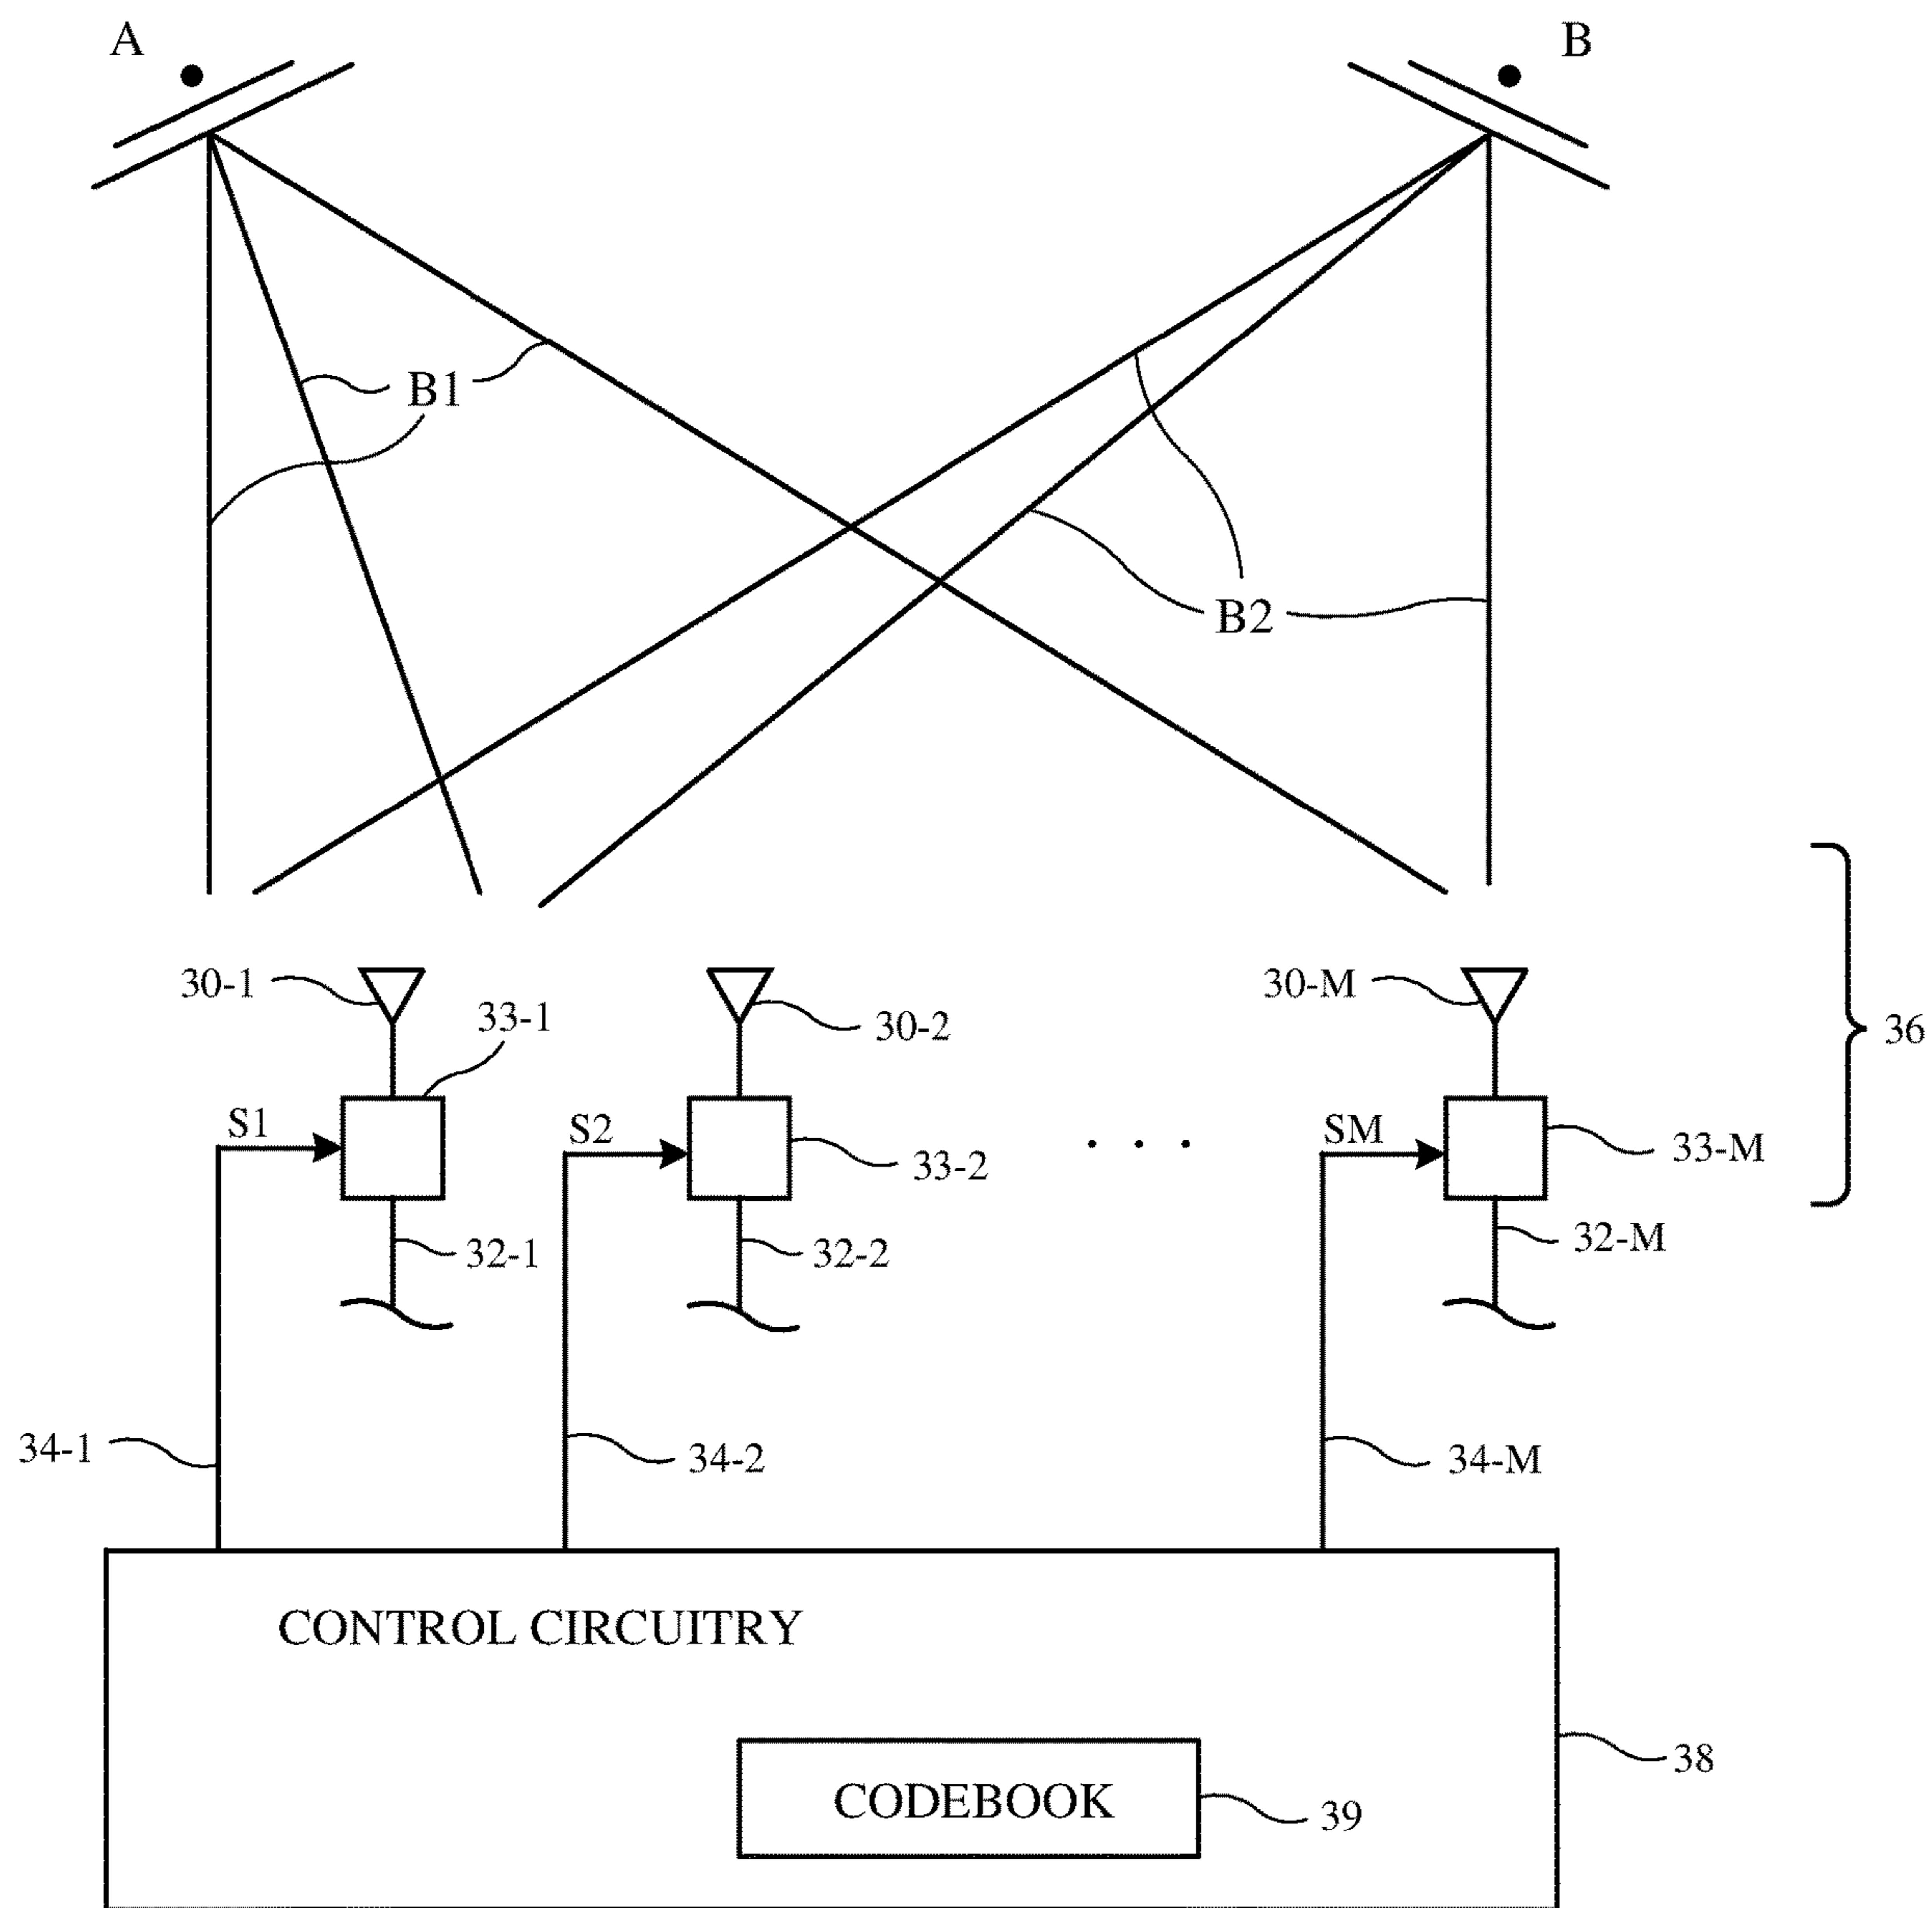 A
B
B1
B2
30-1
33-1
30-2
30-M
36
S1
S2
. . .
SM
33-2
33-M
32-1
32-2
32-M
34-1
34-2
34-M
CONTROL CIRCUITRY
38
CODEBOOK
39